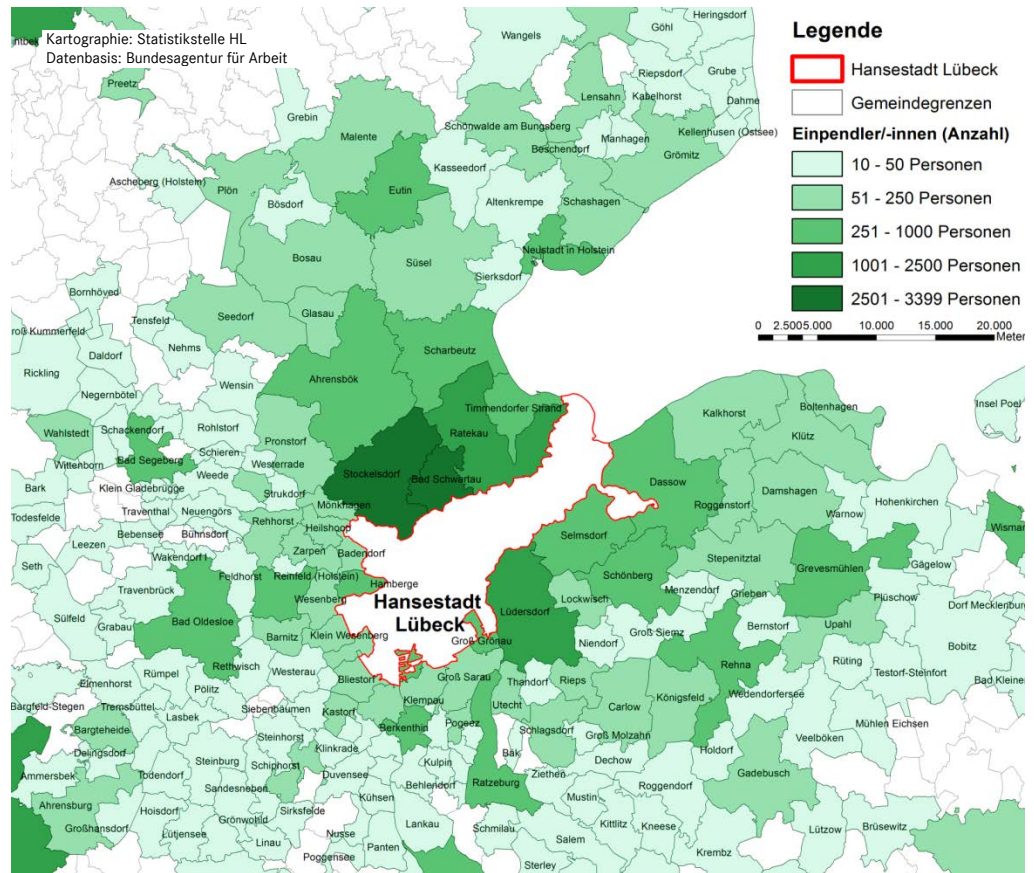 Kartographie: Statistikstelle HL
Datenbasis: Bundesagentur für Arbeit
Legende
Hansestadt Lübeck
Gemeindegrenzen
Einpendler/-innen (Anzahl)
10 - 50 Personen
51 - 250 Personen
251 - 1000 Personen
1001 - 2500 Personen
2501 - 3399 Personen
0 2.5005.000 10.000 15.000 20.000
Meter
Heringsdorf
Göhl
Wangels
Preetz
Riepsdorf
Grube
Lensahn
Kabelhorst
Dahme
Grebin
Malente
Schönwalde am Bungsberg
Manhagen
Kellenhusen (Ostsee)
Beschendorf
Grömitz
Kasseedorf
Ascheberg (Holstein)
Plön
Eutin
Bösdorf
Altenkrempe
Schashagen
Neustadt in Holstein
Bosau
Süsel
Sierksdorf
Bornhöved
Tensfeld
Seedorf
Glasau
Groß Kummerfeld
Nehms
Scharbeutz
Daldorf
Rickling
Ahrensbök
Wensin
Negernbötel
Timmendorfer Strand
Kalkhorst
Boltenhagen
Insel Poel
Wahlstedt
Schackendorf
Rohlstorf
Ratekau
Klütz
Pronstorf
Bad Segeberg
Schieren
Wittenborn
Westerrade
Weede
Stockelsdorf
Bad Schwartau
Dassow
Bark
Klein Gladebrügge
Strukdorf
Damshagen
Roggenstorf
Hohenkirchen
Traventhal
Neuengörs
Mönkhagen
Warnow
Todesfelde
Rehhorst
Bebensee
Bühnsdorf
Heilshoop
Selmsdorf
Wismar
Leezen
Zarpen
Badendorf
Stepenitztal
Wakendorf I
Seth
Feldhorst
Reinfeld (Holstein)
Hamberge
Schönberg
Grevesmühlen
Gägelow
Travenbrück
Wesenberg
Hansestadt
Lübeck
Lüdersdorf
Lockwisch
Menzendorf
Grieben
Plüschow
Dorf Mecklenburg
Sülfeld
Grabau
Bad Oldesloe
Barnitz
Klein Wesenberg
Groß Grönau
Niendorf
Groß Siemz
Bernstorf
Upahl
Bobitz
Rethwisch
Westerau
Bliestorf
Groß Sarau
Thandorf
Rieps
Rehna
Rüting
Testorf-Steinfort
Elmenhorst
Rümpel
Pölitz
Klempau
Utecht
Königsfeld
Wedendorfersee
Bad Kleinen
Bargfeld-Stegen
Tremsbüttel
Siebenbäumen
Kastorf
Carlow
Lasbek
Berkenthin
Pogeez
Schlagsdorf
Groß Molzahn
Mühlen Eichsen
Bargteheide
Steinhorst
Klinkrade
Veelböken
Delingsdorf
Bäk
Holdorf
Steinburg
Schiphorst
Kulpin
Dechow
Ammersbek
Todendorf
Duvensee
Behlendorf
Ziethen
Gadebusch
Sandesneben
Ratzeburg
Roggendorf
Ahrensburg
Hoisdorf
Sirksfelde
Kühsen
Mustin
Grönwohld
Großhansdorf
Lütjensee
Nusse
Lankau
Schmilau
Kittlitz
Kneese
Lützow
Brüsewitz
Linau
Panten
Salem
Poggensee
Sterley
Krembz